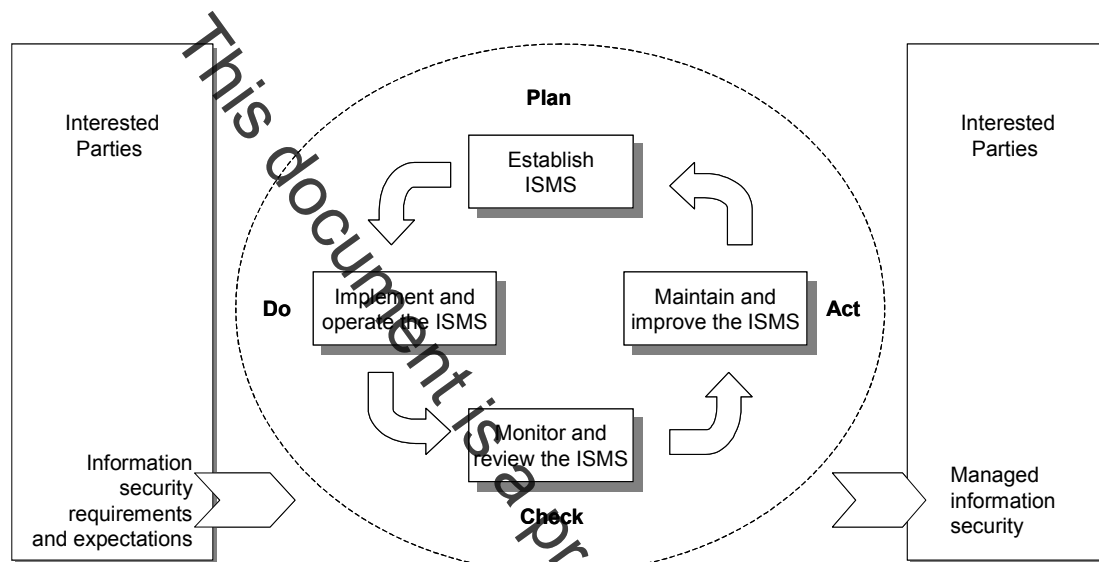 Plan
Interested
Parties
Establish
ISMS
Interested
Parties
Do
Implement and
operate the ISMS
Maintain and
improve the ISMS
Act
Monitor and
review the ISMS
Check
Information
security
requirements
and expectations
Managed
information
security
This document is a pr